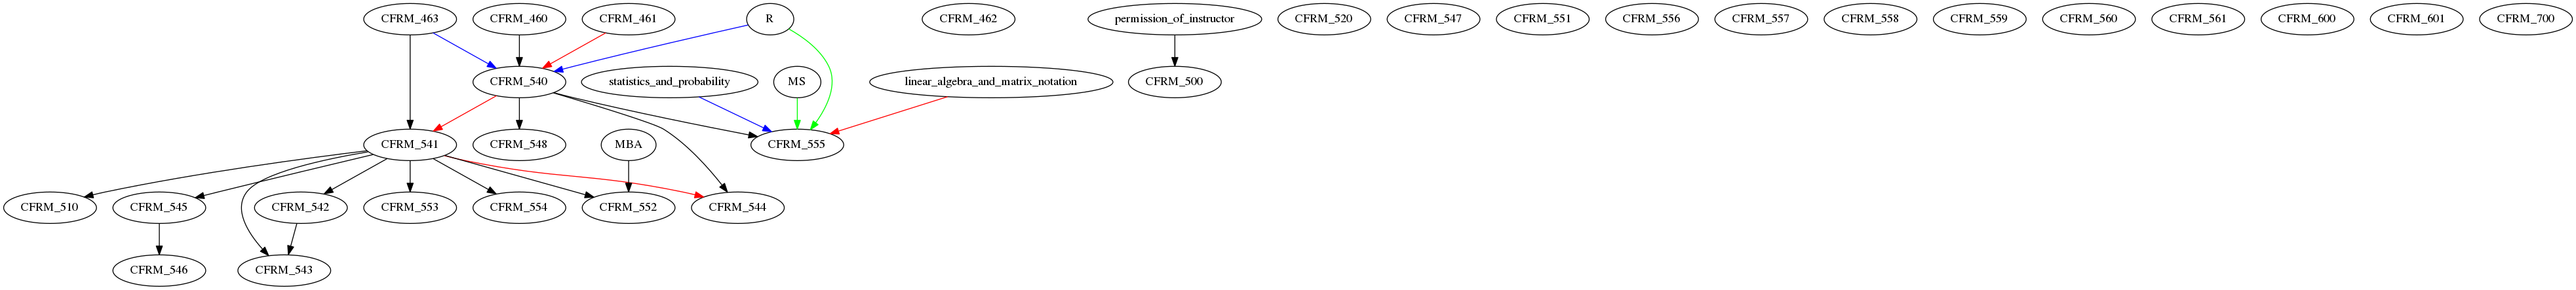 CFRM_463
CFRM_460
CFRM_461
R
CFRM_462
permission_of_instructor
CFRM_520
CFRM_547
CFRM_551
CFRM_556
CFRM_557
CFRM_558
CFRM_559
CFRM_560
CFRM_561
CFRM_600
CFRM_601
CFRM_700
CFRM_540
statistics_and_probability
MS
linear_algebra_and_matrix_notation
CFRM_500
CFRM_541
CFRM_548
MBA
CFRM_555
CFRM_510
CFRM_545
CFRM_542
CFRM_553
CFRM_554
CFRM_552
CFRM_544
CFRM_546
CFRM_543